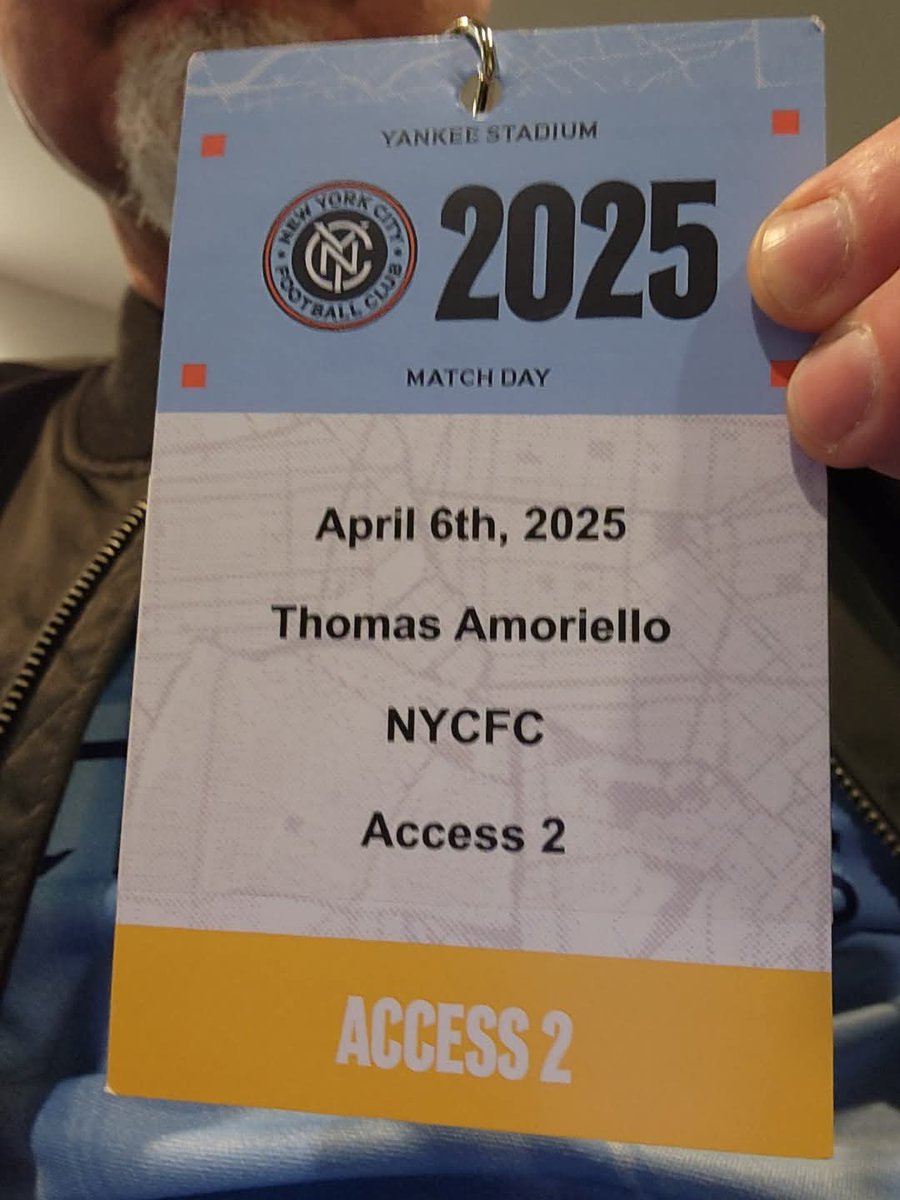 YANKEE STADIUM
NEW YORK CITY
FOOTBALL CLUB
NYC
2025
MATCH DAY
April 6th, 2025
Thomas Amoriello
NYCFC
Access 2
ACCESS 2